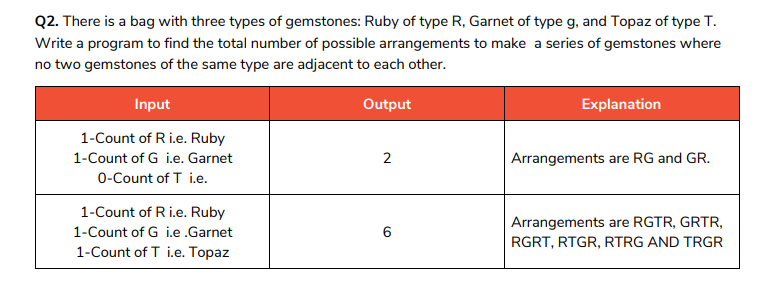 Q2. There is a bag with three types of gemstones: Ruby of type R, Garnet of type g, and Topaz of type T.
Write a program to find the total number of possible arrangements to make a series of gemstones where
no two gemstones of the same type are adjacent to each other.
Input Output Explanation
1-Count of R i.e. Ruby
1-Count of G i.e. Garnet
0-Count of T i.e.
2
Arrangements are RG and GR.
1-Count of R i.e. Ruby
1-Count of G i.e .Garnet
1-Count of T i.e. Topaz
6
Arrangements are RGTR, GRTR,
RGRT, RTGR, RTRG AND TRGR